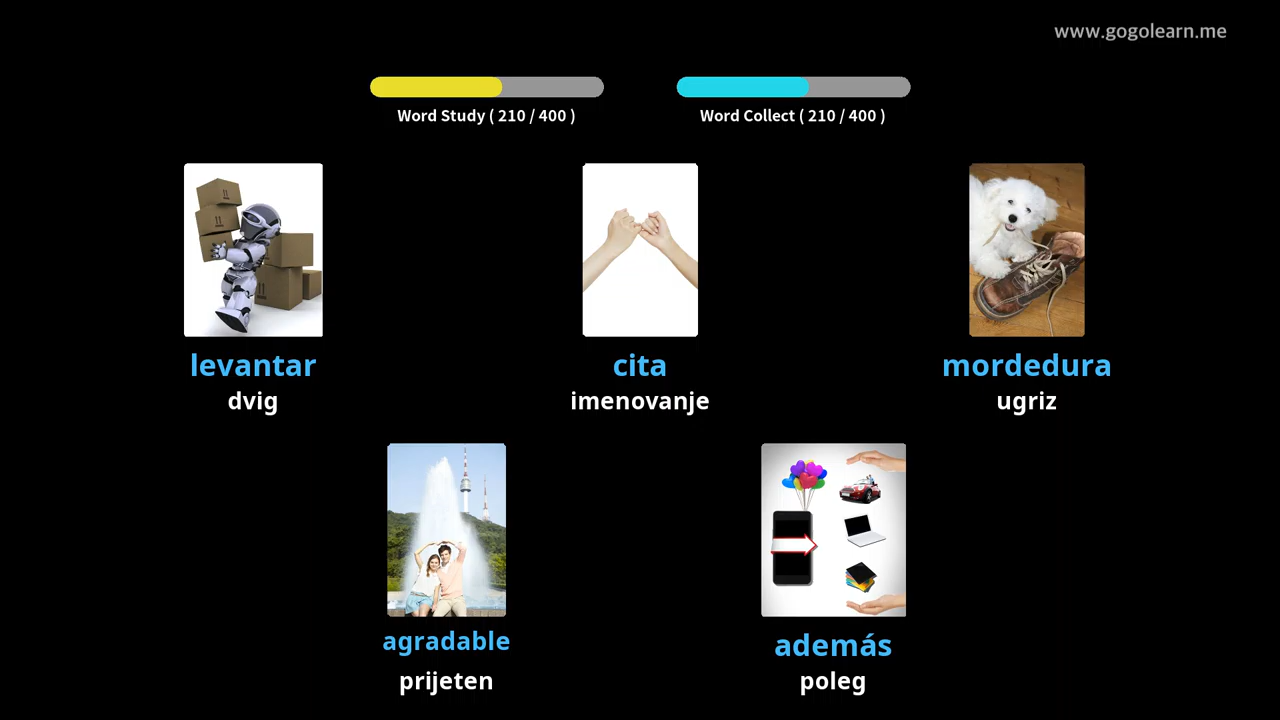 www.gogolearn.me
Word Study ( 210 / 400 )
Word Collect ( 210 / 400 )
levantar
dvig
cita
imenovanje
mordedura
ugriz
agradable
prijeten
además
poleg